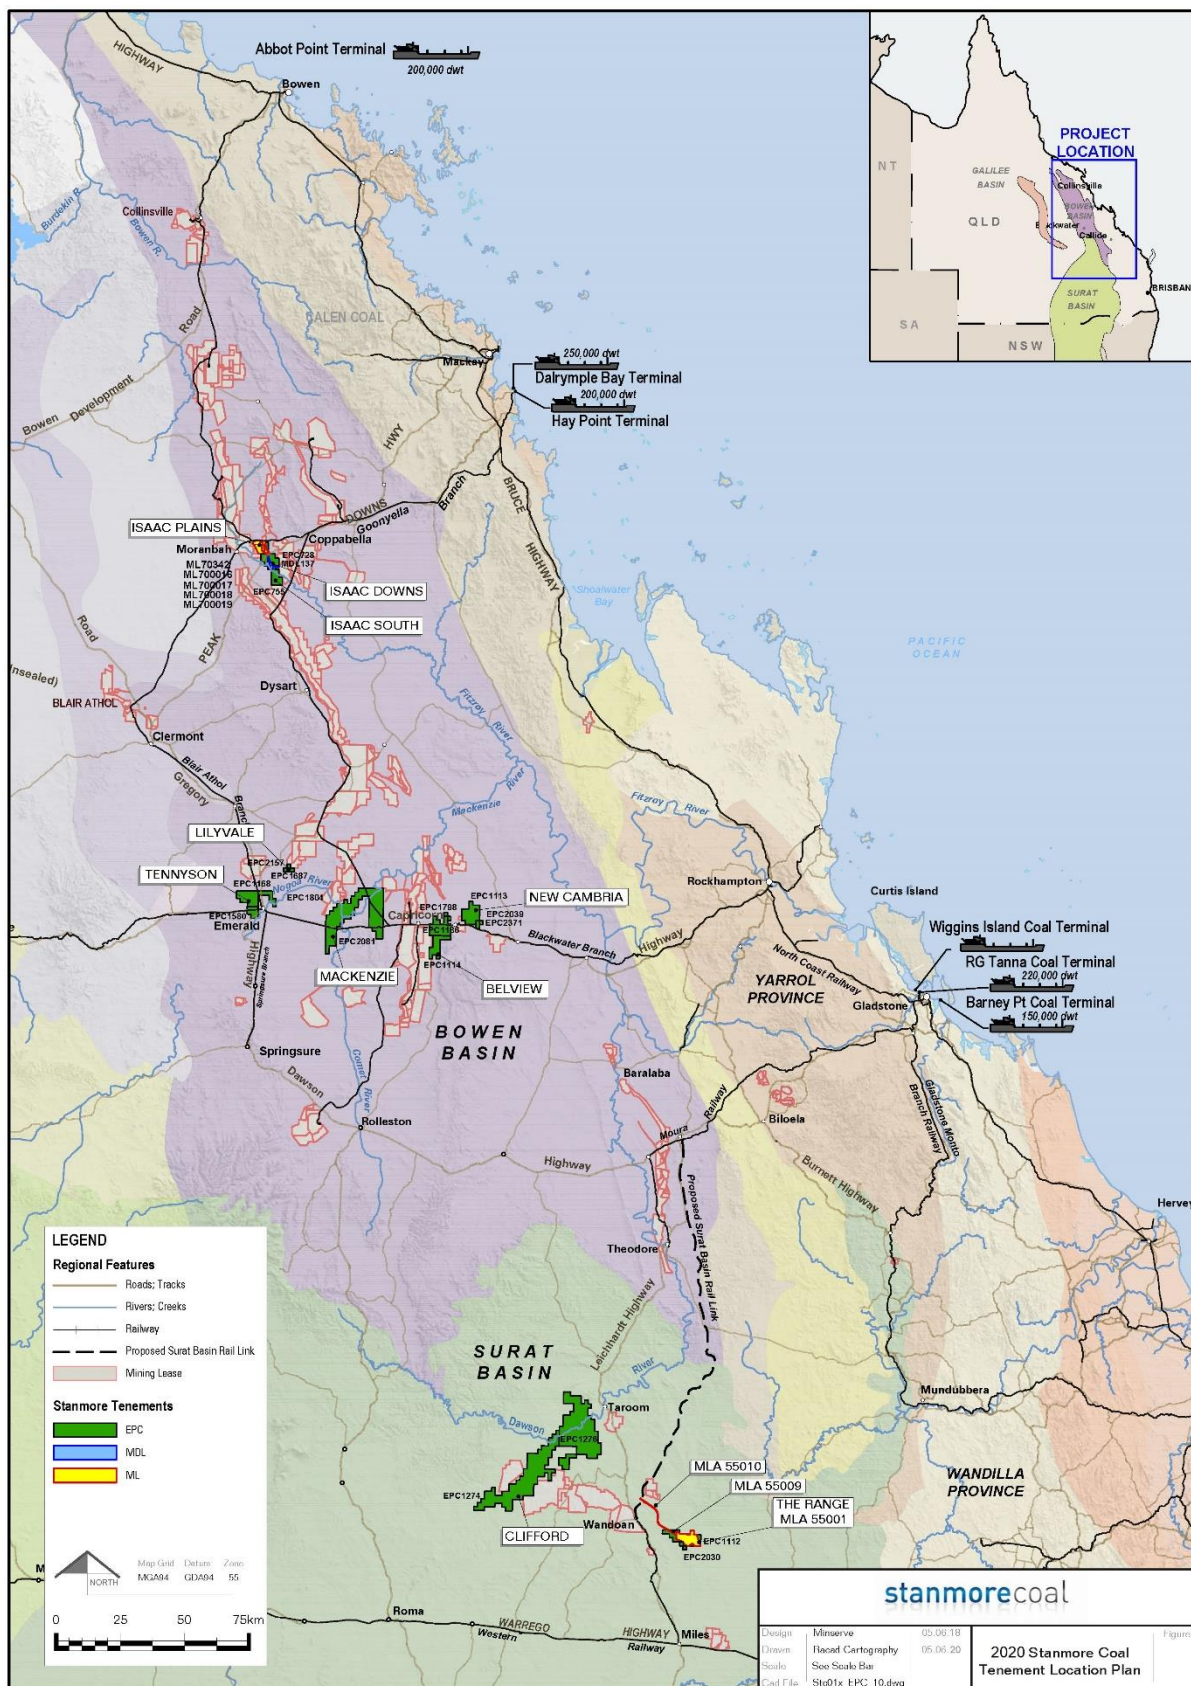 Abbot Point Terminal
200,000 dwt
HIGHWAY
Bowen
PROJECT
LOCATION
NT
GALILEE
BASIN
Collinsville
BOWEN
BASIN
QLD
Blackwater
Callide
SURAT
BASIN
BRISBAN
SA
NSW
Burdekin R.
Collinsville
Bowen R.
Road
Development
Bowen
GALEN COAL
Mackay
250,000 dwt
Dalrymple Bay Terminal
200,000 dwt
Hay Point Terminal
HWY
DOWNS
Goonyella
Branch
BRUCE
HIGHWAY
ISAAC PLAINS
Moranbah
Coppabella
EPC728
MDL137
ML70342
ML700016
ML700017
ML700018
ML700019
EPC755
ISAAC DOWNS
ISAAC SOUTH
PEAK
Road
Insealed)
Shoalwater
Bay
PACIFIC
OCEAN
Dysart
Fitzroy
River
BLAIR ATHOL
Clermont
Blair Athol
Branch
Gregory
Mackenzie
River
Fitzroy
River
LILYVALE
EPC2157
EPC1687
TENNYSON
EPC1168
Nogoa River
EPC1804
EPC1580
Emerald
EPC2081
MACKENZIE
Capricorn
EPC1798
EPC1186
EPC1114
BELVIEW
EPC1113
EPC2039
EPC2371
NEW CAMBRIA
Blackwater Branch
Highway
Rockhampton
Curtis Island
Wiggins Island Coal Terminal
RG Tanna Coal Terminal
220,000 dwt
Barney Pt Coal Terminal
150,000 dwt
North Coast Railway
Gladstone
YARROL
PROVINCE
Highway
Springsure Branch
BOWEN
BASIN
Springsure
Dawson
Comet
River
Rolleston
Baralaba
Railway
Moura
Biloela
Gladstone Monto
Branch Railway
Highway
Burnett Highway
Proposed Surat Basin Rail Link
Hervey
Theodore
Leichhardt Highway
SURAT
BASIN
River
Dawson
Taroom
EPC1276
EPC1274
CLIFFORD
Wandoan
MLA 55010
MLA 55009
THE RANGE
MLA 55001
EPC1112
EPC2030
Mundubbera
WANDILLA
PROVINCE
LEGEND
Regional Features
Roads; Tracks
Rivers; Creeks
Railway
Proposed Surat Basin Rail Link
Mining Lease
Stanmore Tenements
EPC
MDL
ML
M
NORTH
Map Grid Datum Zone
MGA94 GDA94 55
0 25 50 75km
Roma
WARREGO
HIGHWAY
Western
Railway
Miles
stanmorecoal
Design Minserve 05.06.18
Drawn Racad Cartography 05.06.20
Scale See Scale Bar
Cad File Stc01x_EPC_10.dwg
2020 Stanmore Coal
Tenement Location Plan
Figure